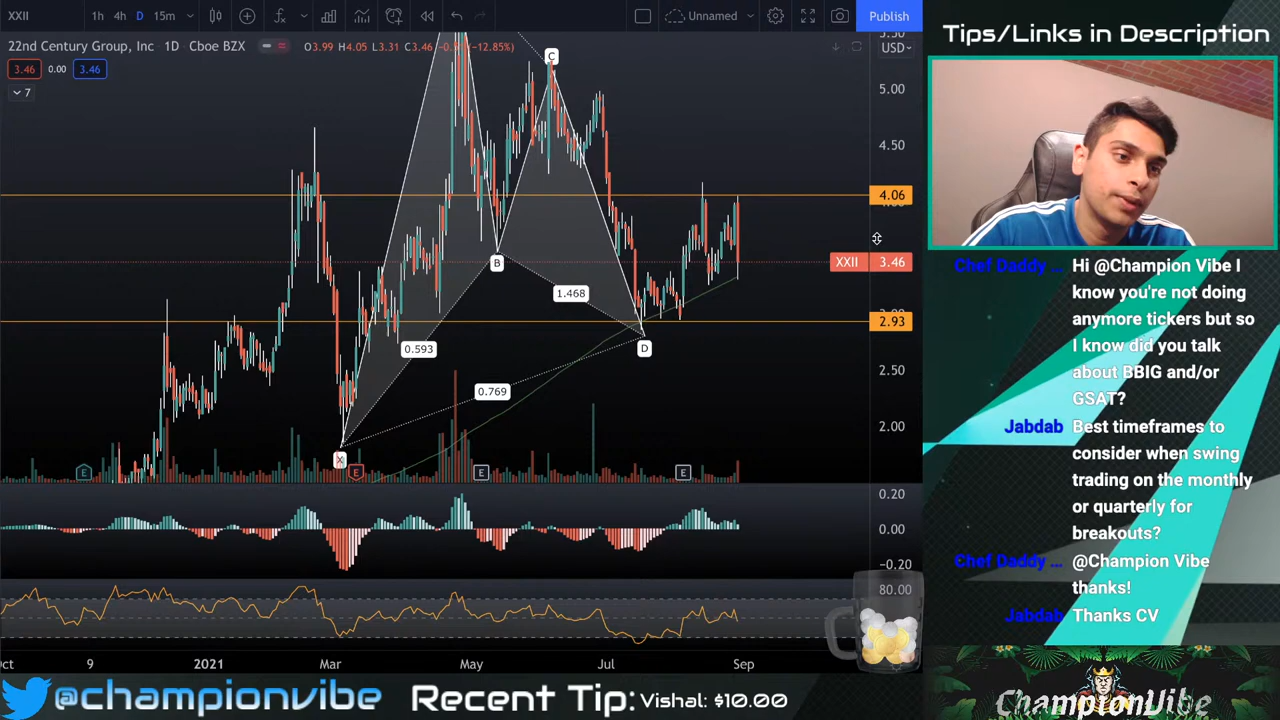 XXII
1h 4h D 15m
Unnamed
Publish
22nd Century Group, Inc 1D Cboe BZX
O3.99 H4.05 L3.31 C3.46 (−12.85%)
3.46 0.00 3.46
7
USD
5.00
4.50
4.06
XXII 3.46
2.93
2.50
2.00
C
B
1.468
0.593
D
0.769
X
E E E E
0.20
0.00
−0.20
80.00
9 2021 Mar May Jul Sep
@championvibe
Recent Tip: Vishal: $10.00
Tips/Links in Description
Chef Daddy ... Hi @Champion Vibe I
know you're not doing
anymore tickers but so
I know did you talk
about BBIG and/or
GSAT?
Jabdab Best timeframes to
consider when swing
trading on the monthly
or quarterly for
breakouts?
Chef Daddy ... @Champion Vibe
thanks!
Jabdab Thanks CV
ChampionVibe